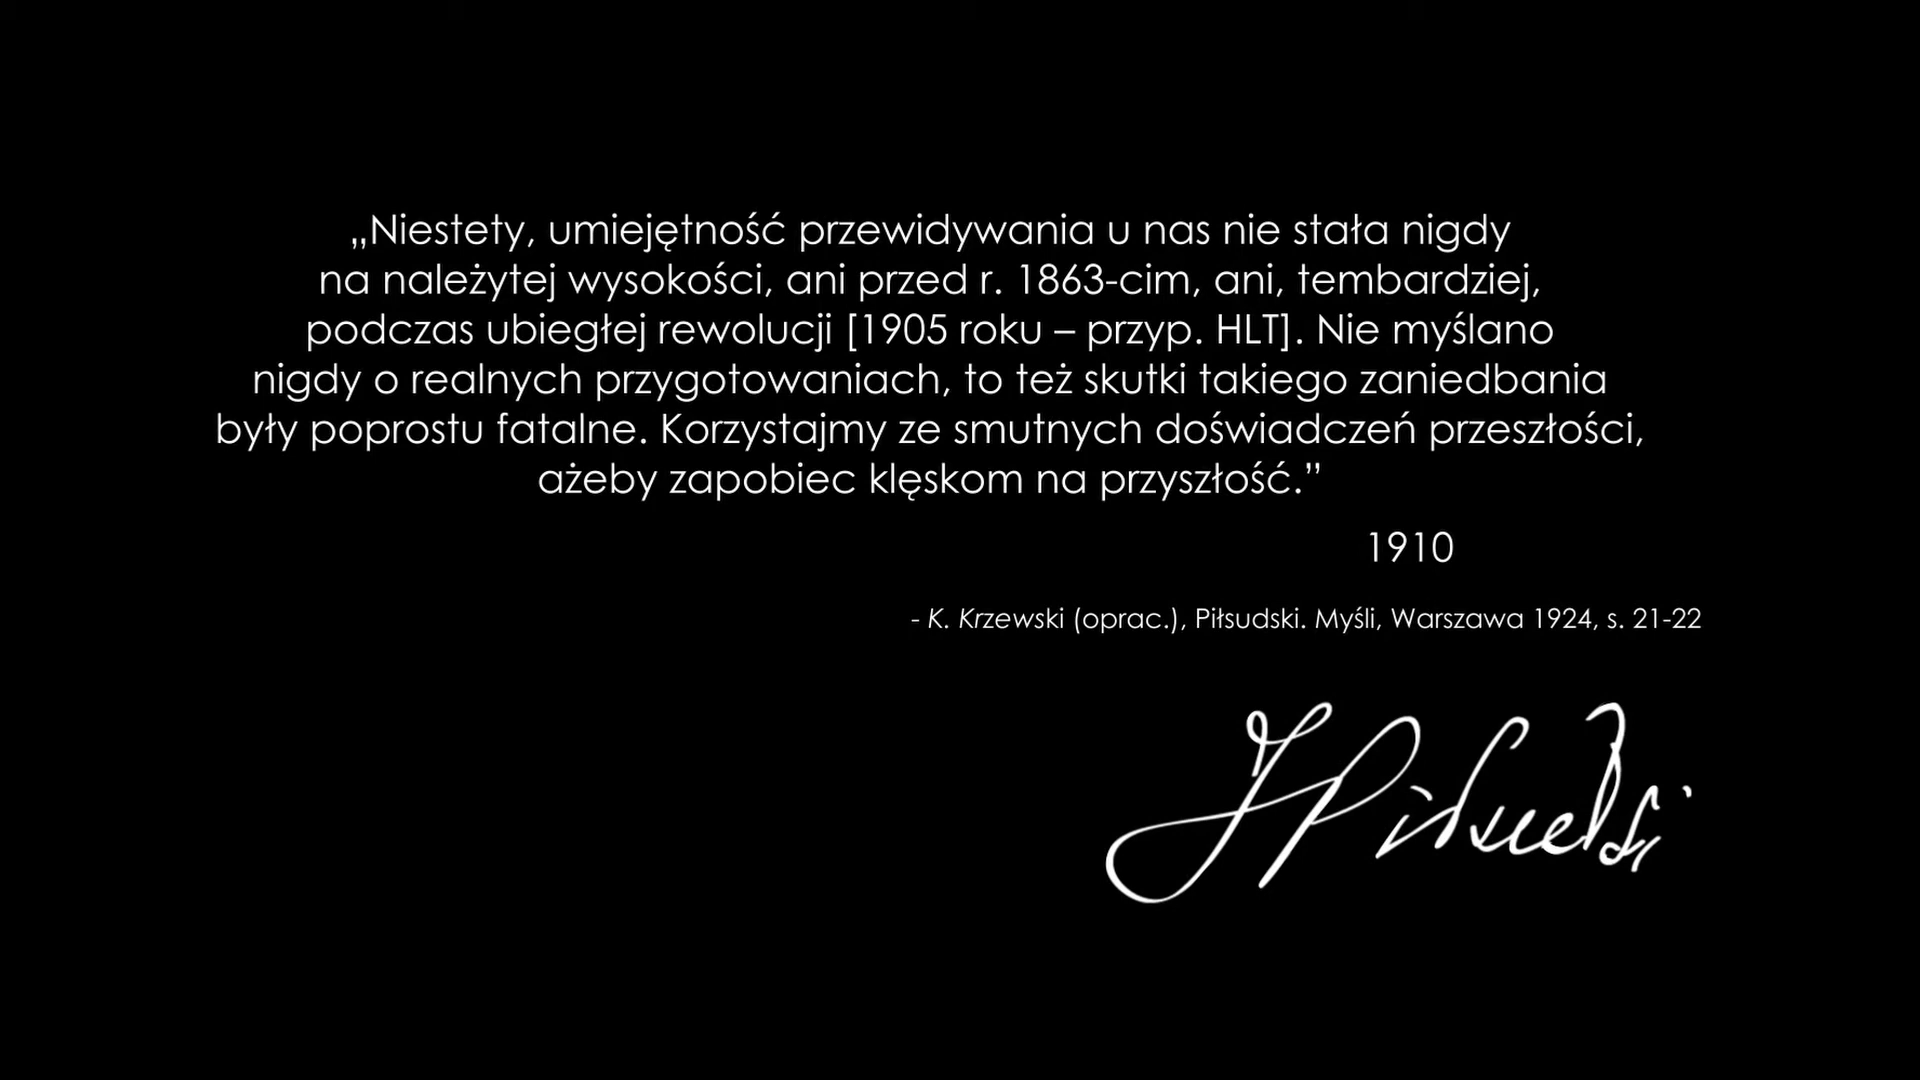 „Niestety, umiejętność przewidywania u nas nie stała nigdy
na należytej wysokości, ani przed r. 1863-cim, ani, tembardziej,
podczas ubiegłej rewolucji [1905 roku – przyp. HLT]. Nie myślano
nigdy o realnych przygotowaniach, to też skutki takiego zaniedbania
były poprostu fatalne. Korzystajmy ze smutnych doświadczeń przeszłości,
ażeby zapobiec klęskom na przyszłość.”
1910
- K. Krzewski (oprac.), Piłsudski. Myśli, Warszawa 1924, s. 21-22
J Piłsudski